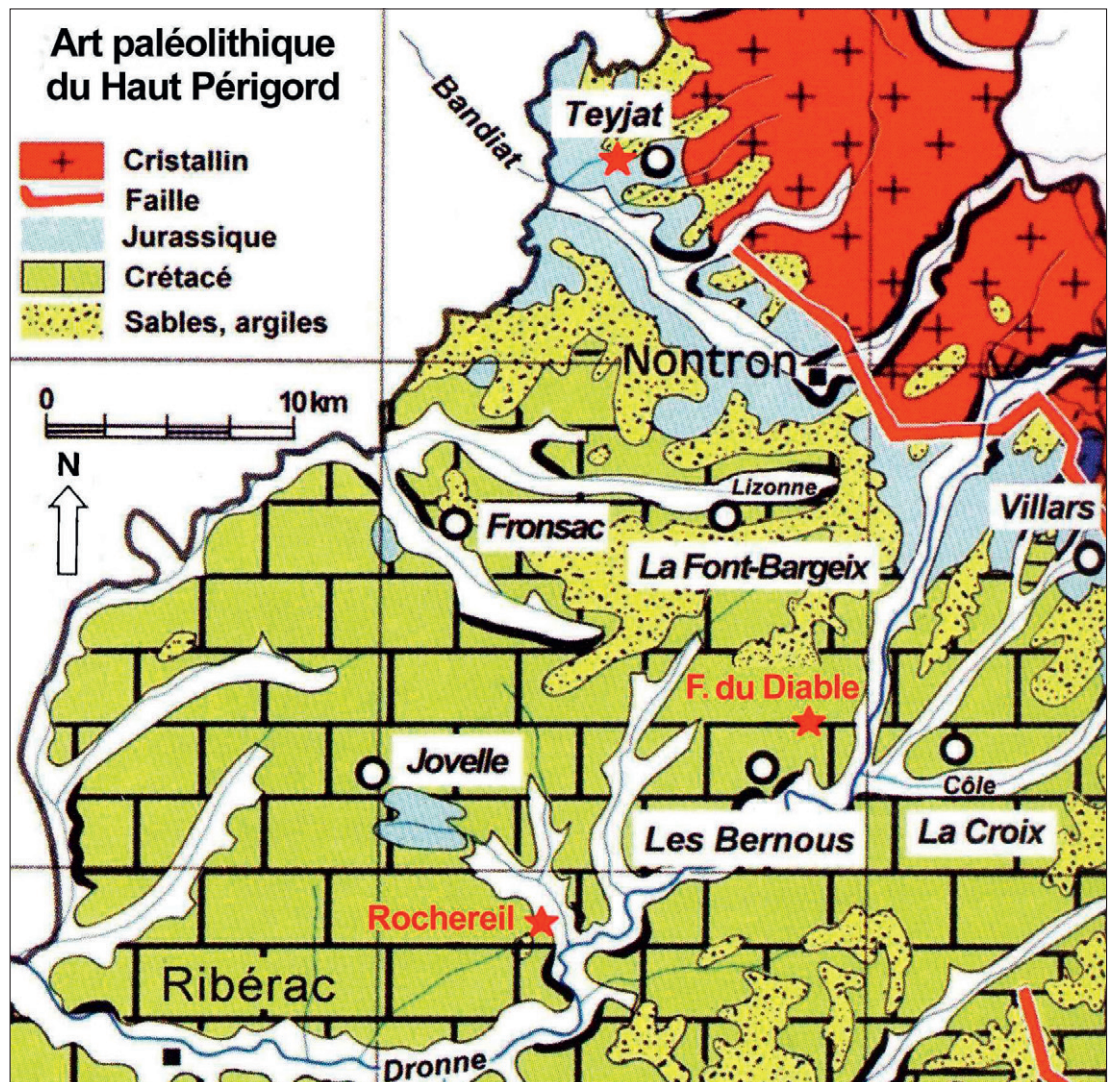 Art paléolithique
du Haut Périgord
Cristallin
Faille
Jurassique
Crétacé
Sables, argiles
0 10 km
N
Bandiat
Teyjat
Nontron
Lizonne
Villars
Fronsac
La Font-Bargeix
F. du Diable
Jovelle
Les Bernous
La Croix
Côle
Rochereil
Ribérac
Dronne